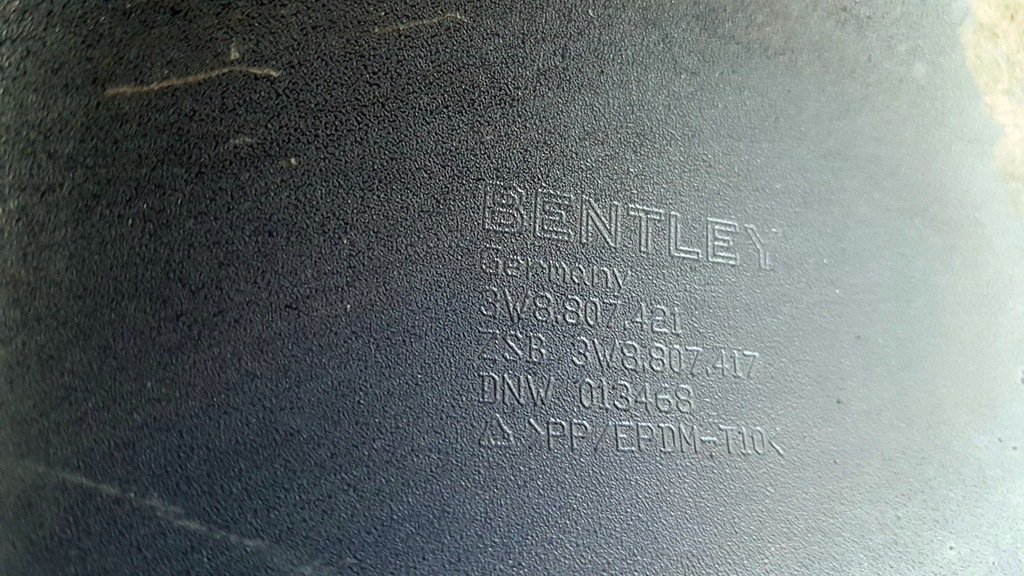 BENTLEY
Germany
3W8.807.421
ZSB 3W8.807.417
DNW 013468
>PP/EPDM-T10<